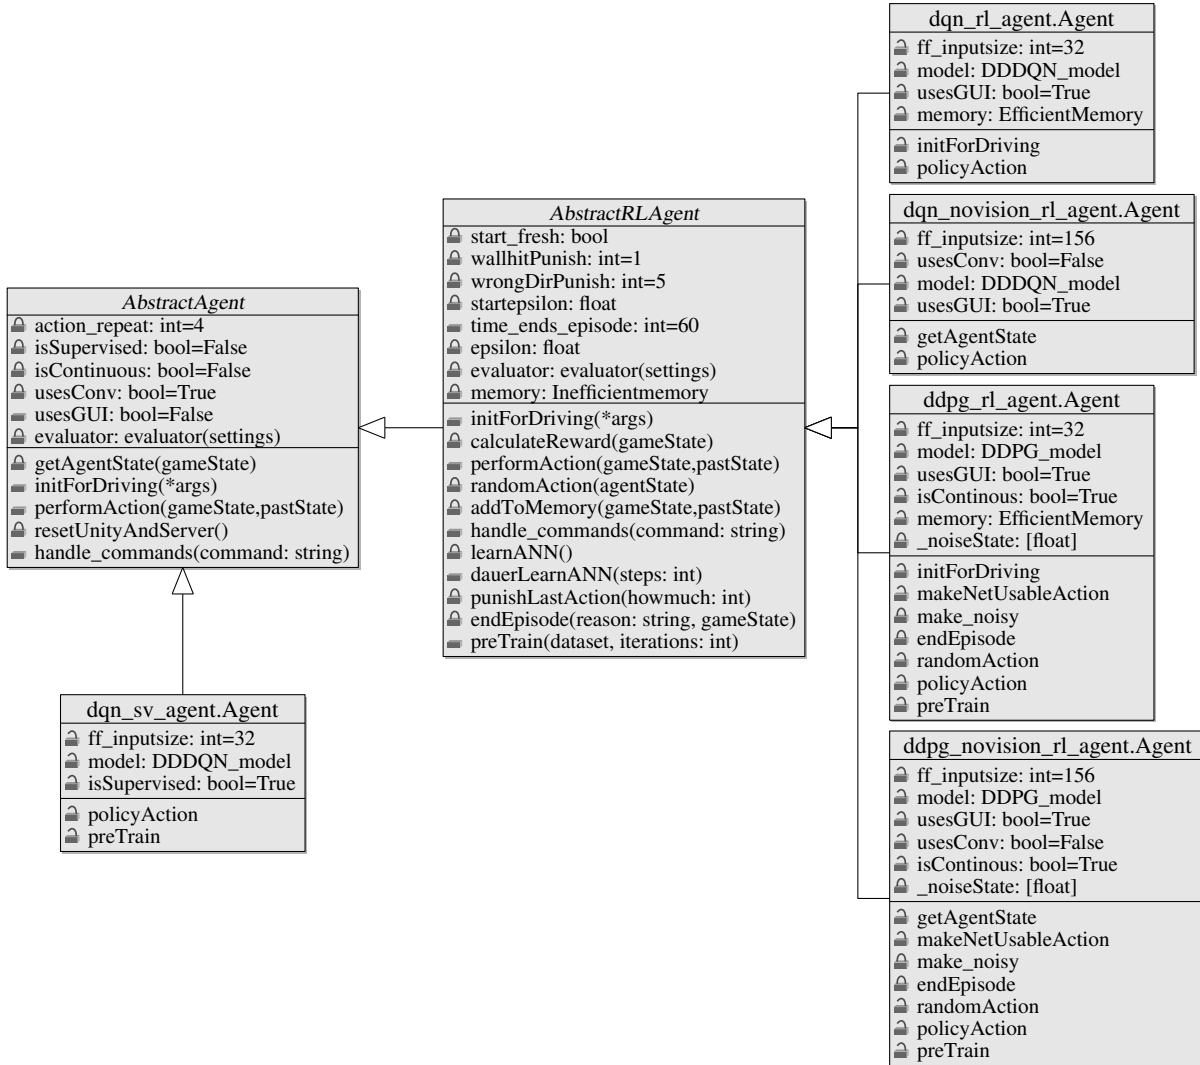 AbstractAgent
action_repeat: int=4
isSupervised: bool=False
isContinuous: bool=False
usesConv: bool=True
usesGUI: bool=False
evaluator: evaluator(settings)
getAgentState(gameState)
initForDriving(*args)
performAction(gameState,pastState)
resetUnityAndServer()
handle_commands(command: string)
dqn_sv_agent.Agent
ff_inputsize: int=32
model: DDDQN_model
isSupervised: bool=True
policyAction
preTrain
AbstractRLAgent
start_fresh: bool
wallhitPunish: int=1
wrongDirPunish: int=5
startepsilon: float
time_ends_episode: int=60
epsilon: float
evaluator: evaluator(settings)
memory: Inefficientmemory
initForDriving(*args)
calculateReward(gameState)
performAction(gameState,pastState)
randomAction(agentState)
addToMemory(gameState,pastState)
handle_commands(command: string)
learnANN()
dauerLearnANN(steps: int)
punishLastAction(howmuch: int)
endEpisode(reason: string, gameState)
preTrain(dataset, iterations: int)
dqn_rl_agent.Agent
ff_inputsize: int=32
model: DDDQN_model
usesGUI: bool=True
memory: EfficientMemory
initForDriving
policyAction
dqn_novision_rl_agent.Agent
ff_inputsize: int=156
usesConv: bool=False
model: DDDQN_model
usesGUI: bool=True
getAgentState
policyAction
ddpg_rl_agent.Agent
ff_inputsize: int=32
model: DDPG_model
usesGUI: bool=True
isContinous: bool=True
memory: EfficientMemory
_noiseState: [float]
initForDriving
makeNetUsableAction
make_noisy
endEpisode
randomAction
policyAction
preTrain
ddpg_novision_rl_agent.Agent
ff_inputsize: int=156
model: DDPG_model
usesGUI: bool=True
usesConv: bool=False
isContinous: bool=True
_noiseState: [float]
getAgentState
makeNetUsableAction
make_noisy
endEpisode
randomAction
policyAction
preTrain